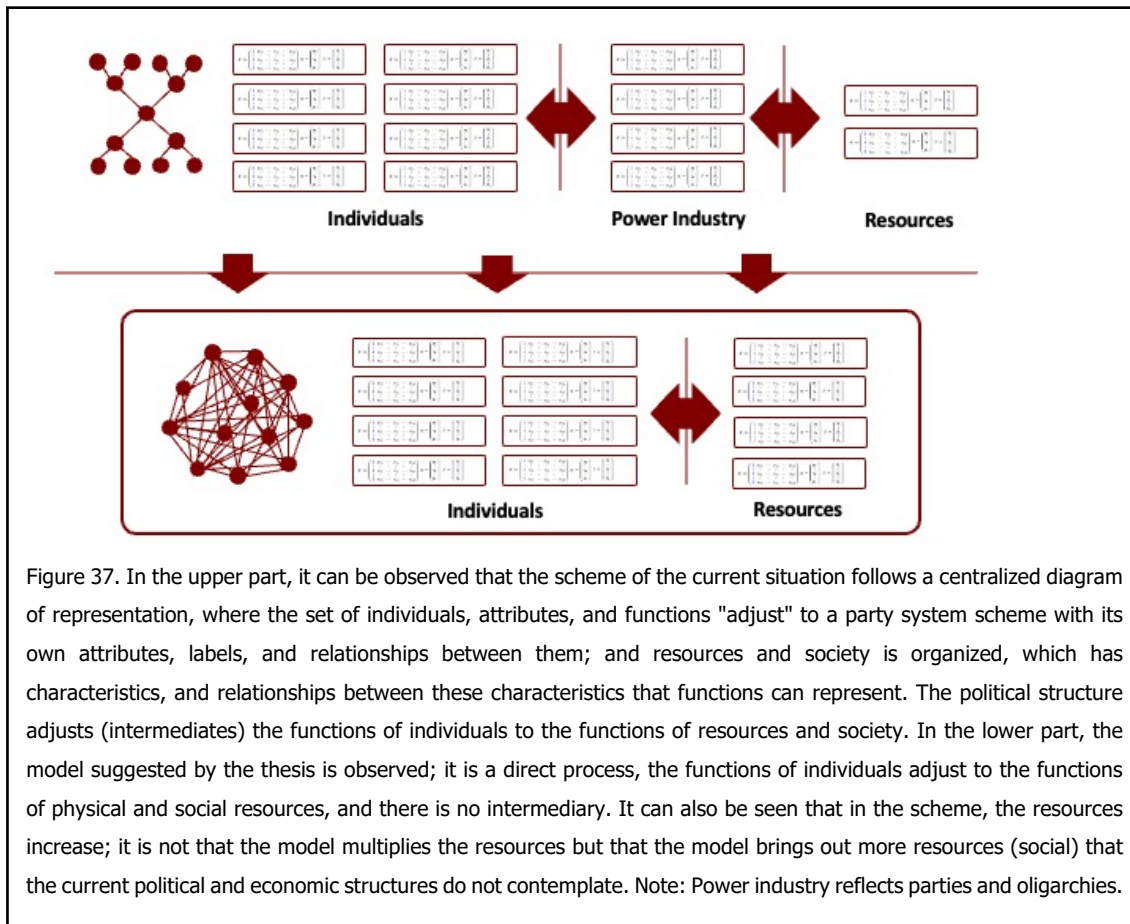 Individuals
Power Industry
Resources
Individuals
Resources
Figure 37. In the upper part, it can be observed that the scheme of the current situation follows a centralized diagram
of representation, where the set of individuals, attributes, and functions "adjust" to a party system scheme with its
own attributes, labels, and relationships between them; and resources and society is organized, which has
characteristics, and relationships between these characteristics that functions can represent. The political structure
adjusts (intermediates) the functions of individuals to the functions of resources and society. In the lower part, the
model suggested by the thesis is observed; it is a direct process, the functions of individuals adjust to the functions
of physical and social resources, and there is no intermediary. It can also be seen that in the scheme, the resources
increase; it is not that the model multiplies the resources but that the model brings out more resources (social) that
the current political and economic structures do not contemplate. Note: Power industry reflects parties and oligarchies.